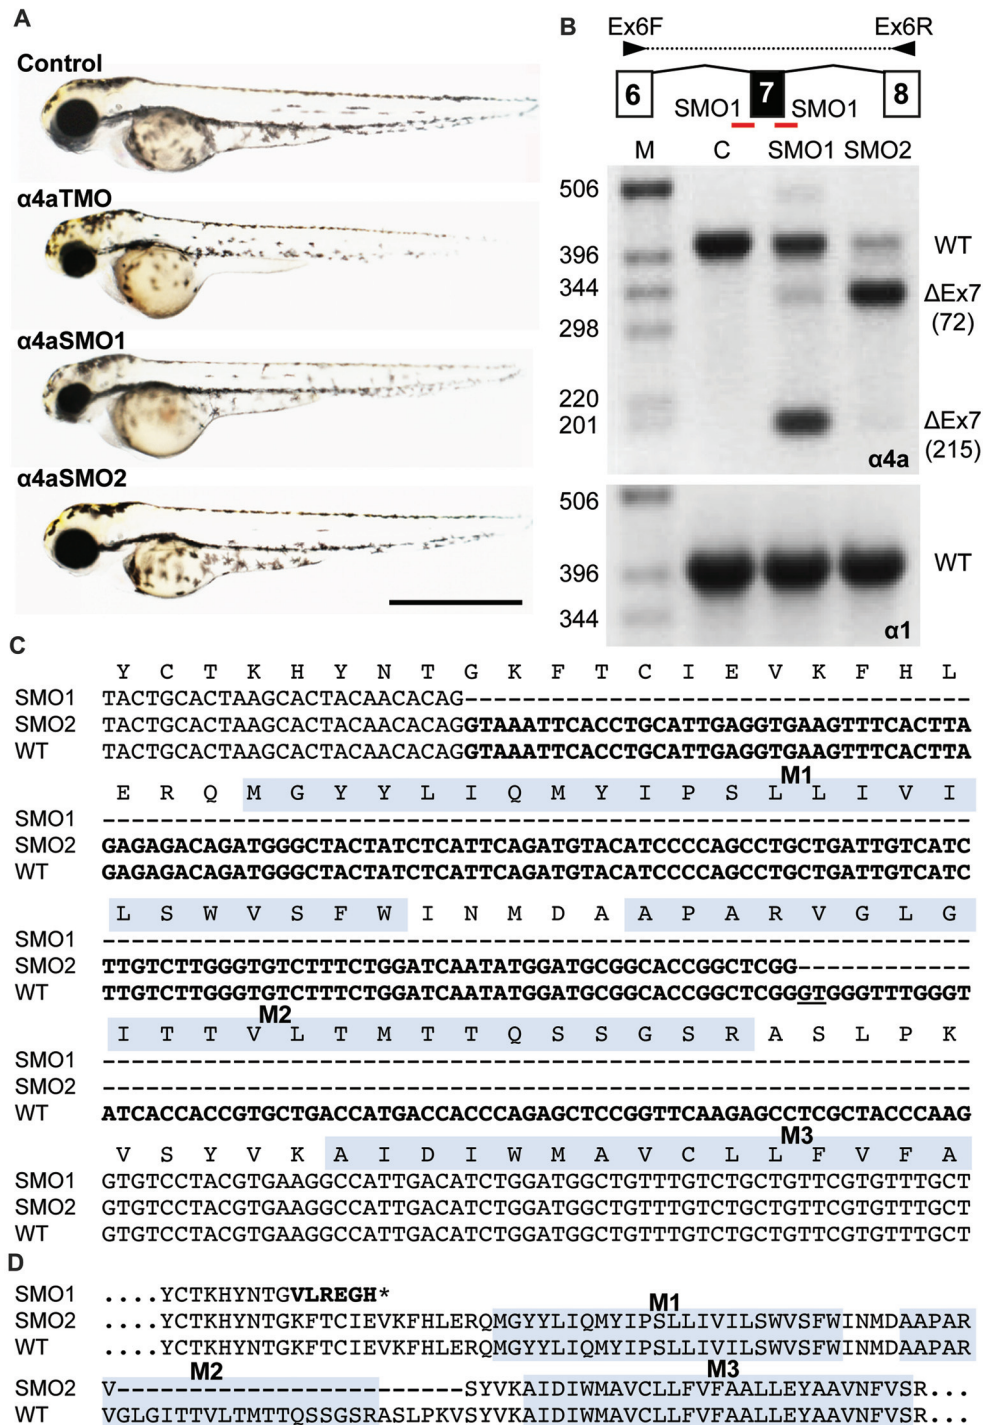 A
Control
α4aTMO
α4aSMO1
α4aSMO2
B
Ex6F Ex6R
6 7 8
SMO1 SMO1
M C SMO1 SMO2
506
396 WT
344 ΔEx7
(72)
298
220 ΔEx7
201 (215)
α4a
506
396 WT
344
α1
C
Y C T K H Y N T G K F T C I E V K F H L
SMO1 TACTGCACTAAGCACTACAACACAG-----------------------------------
SMO2 TACTGCACTAAGCACTACAACACAGGTAAATTCACCTGCATTGAGGTGAAGTTTCACTTA
WT TACTGCACTAAGCACTACAACACAGGTAAATTCACCTGCATTGAGGTGAAGTTTCACTTA
M1
E R Q M G Y Y L I Q M Y I P S L L I V I
SMO1 ------------------------------------------------------------
SMO2 GAGAGACAGATGGGCTACTATCTCATTCAGATGTACATCCCCAGCCTGCTGATTGTCATC
WT GAGAGACAGATGGGCTACTATCTCATTCAGATGTACATCCCCAGCCTGCTGATTGTCATC
L S W V S F W I N M D A A P A R V G L G
SMO1 ------------------------------------------------------------
SMO2 TTGTCTTGGGTGTCTTTCTGGATCAATATGGATGCGGCACCGGCTCGG------------
WT TTGTCTTGGGTGTCTTTCTGGATCAATATGGATGCGGCACCGGCTCGGGTGGGTTTGGGT
M2
I T T V L T M T T Q S S G S R A S L P K
SMO1 ------------------------------------------------------------
SMO2 ------------------------------------------------------------
WT ATCACCACCGTGCTGACCATGACCACCCAGAGCTCCGGTTCAAGAGCCTCGCTACCCAAG
M3
V S Y V K A I D I W M A V C L L F V F A
SMO1 GTGTCCTACGTGAAGGCCATTGACATCTGGATGGCTGTTTGTCTGCTGTTCGTGTTTGCT
SMO2 GTGTCCTACGTGAAGGCCATTGACATCTGGATGGCTGTTTGTCTGCTGTTCGTGTTTGCT
WT GTGTCCTACGTGAAGGCCATTGACATCTGGATGGCTGTTTGTCTGCTGTTCGTGTTTGCT
D
SMO1 ....YCTKHYNTGVLREGH*
M1
SMO2 ....YCTKHYNTGKFTCIEVKFHLERQMGYYLIQMYIPSLLIVILSWVSFWINMDAAPAR
WT ....YCTKHYNTGKFTCIEVKFHLERQMGYYLIQMYIPSLLIVILSWVSFWINMDAAPAR
M2 M3
SMO2 V------------------------SYVKAIDIWMAVCLLFVFAALLEYAAVNFVSR...
WT VGLGITTVLTMTTQSSGSRASLPKVSYVKAIDIWMAVCLLFVFAALLEYAAVNFVSR...